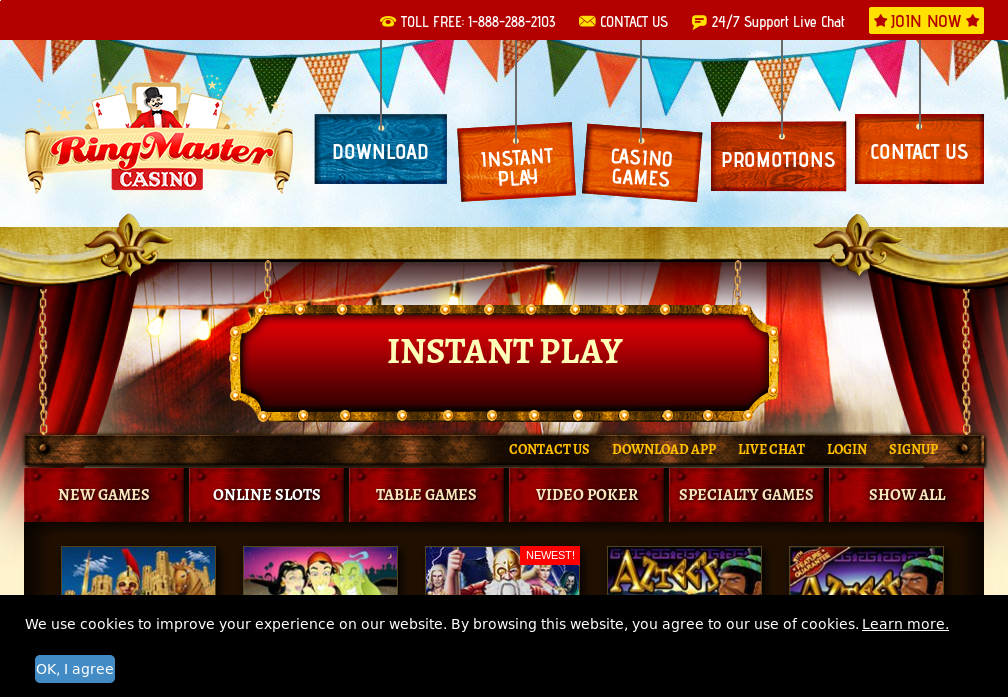 TOLL FREE: 1-888-288-2103 CONTACT US 24/7 Support Live Chat JOIN NOW
RingMaster
CASINO
DOWNLOAD
INSTANT
PLAY
CASINO
GAMES
PROMOTIONS
CONTACT US
INSTANT PLAY
CONTACT US DOWNLOAD APP LIVE CHAT LOGIN SIGNUP
NEW GAMES ONLINE SLOTS TABLE GAMES VIDEO POKER SPECIALTY GAMES SHOW ALL
NEWEST!
AZTEC'S
AZTEC'S
We use cookies to improve your experience on our website. By browsing this website, you agree to our use of cookies. Learn more.
OK, I agree